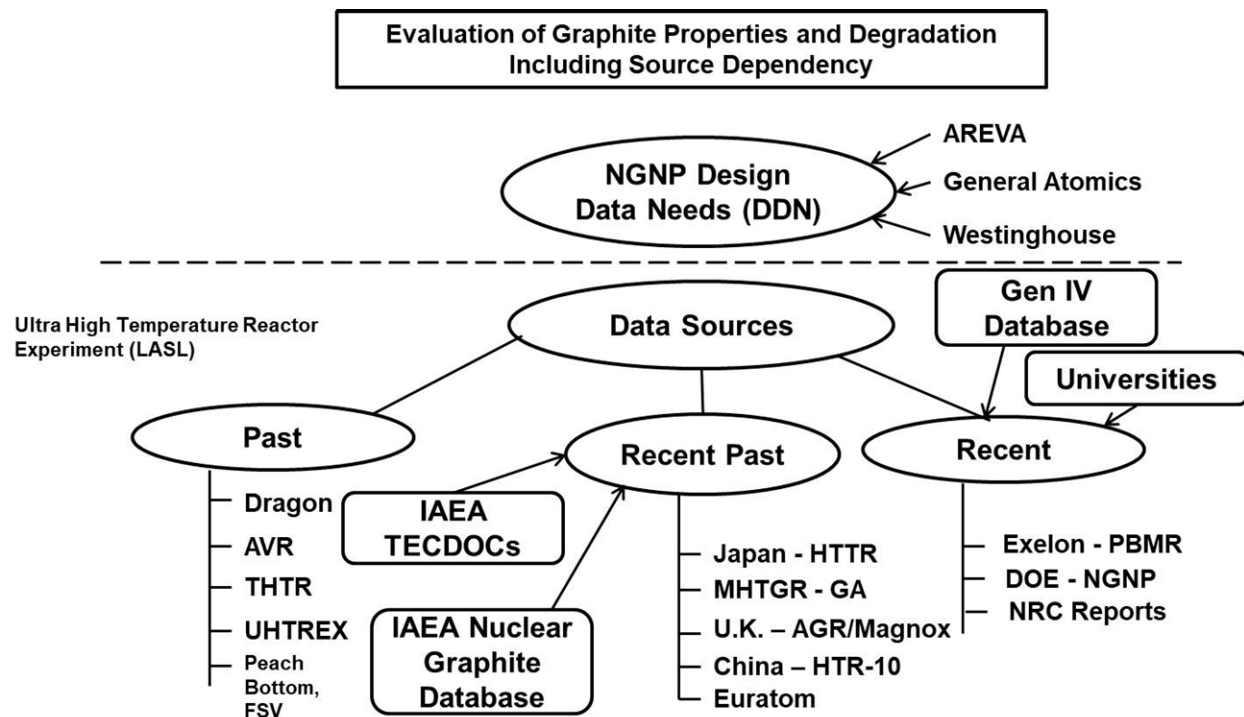 Evaluation of Graphite Properties and Degradation
Including Source Dependency
NGNP Design
Data Needs (DDN)
AREVA
General Atomics
Westinghouse
Ultra High Temperature Reactor
Experiment (LASL)
Data Sources
Gen IV
Database
Universities
Past
Dragon
AVR
THTR
UHTREX
Peach
Bottom,
FSV
Recent Past
IAEA
TECDOCs
IAEA Nuclear
Graphite
Database
Japan - HTTR
MHTGR - GA
U.K. – AGR/Magnox
China – HTR-10
Euratom
Recent
Exelon - PBMR
DOE - NGNP
NRC Reports